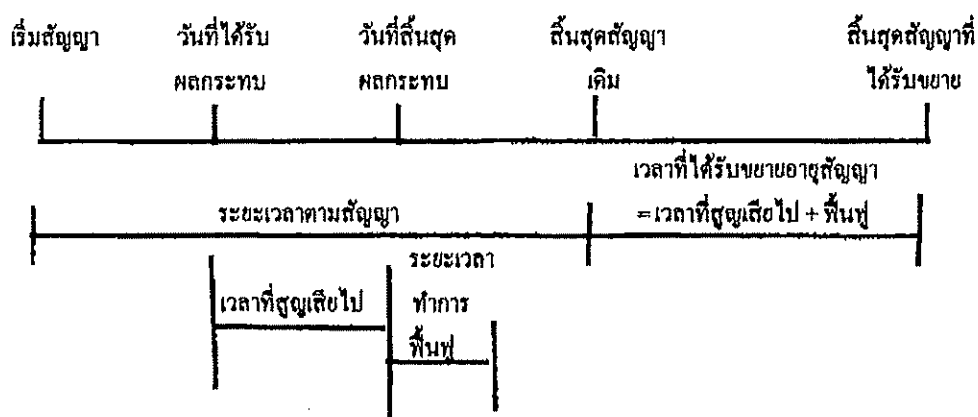 เริ่มสัญญา วันที่ได้รับ วันที่สิ้นสุด สิ้นสุดสัญญา สิ้นสุดสัญญาที่
ผลกระทบ ผลกระทบ เดิม ได้รับขยาย
เวลาที่ได้รับขยายอายุสัญญา
ระยะเวลาตามสัญญา =เวลาที่สูญเสียไป + ฟื้นฟู
ระยะเวลา
เวลาที่สูญเสียไป ทำการ
ฟื้นฟู